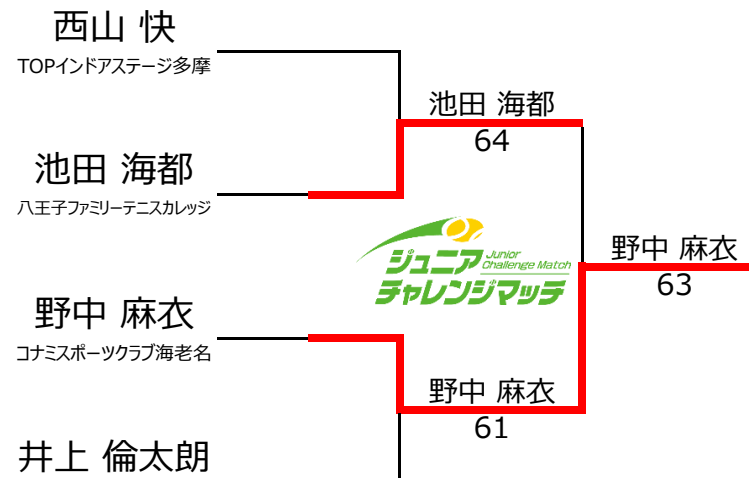 西山 快
TOPインドアステージ多摩
池田 海都
64
池田 海都
八王子ファミリーテニスカレッジ
ジュニア Junior Challenge Match
チャレンジマッチ
野中 麻衣
63
野中 麻衣
コナミスポーツクラブ海老名
野中 麻衣
61
井上 倫太朗